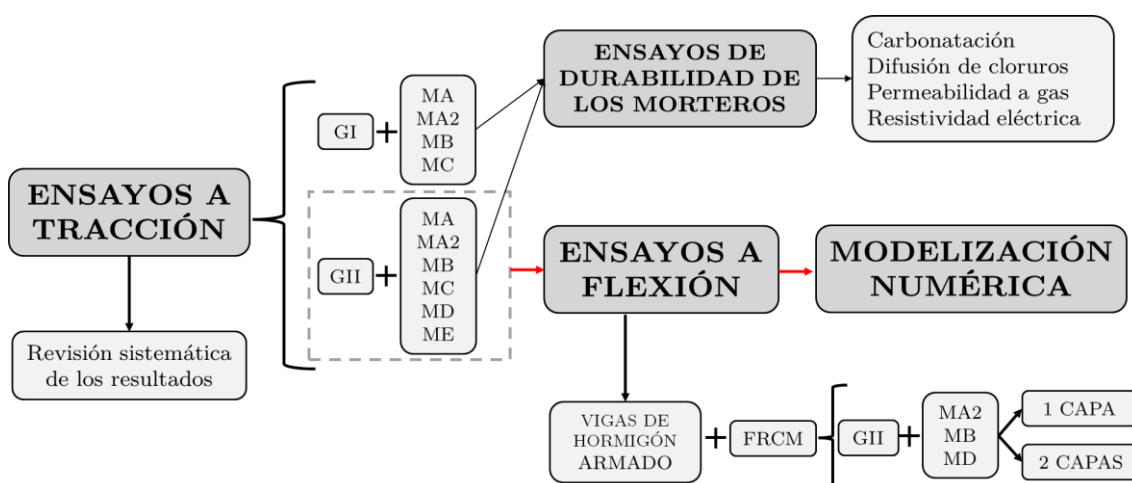 ENSAYOS A
TRACCIÓN
Revisión sistemática
de los resultados
GI
+
MA
MA2
MB
MC
GII
+
MA
MA2
MB
MC
MD
ME
ENSAYOS DE
DURABILIDAD DE
LOS MORTEROS
Carbonatación
Difusión de cloruros
Permeabilidad a gas
Resistividad eléctrica
ENSAYOS A
FLEXIÓN
MODELIZACIÓN
NUMÉRICA
VIGAS DE
HORMIGÓN
ARMADO
+
FRCM
GII
+
MA2
MB
MD
1 CAPA
2 CAPAS